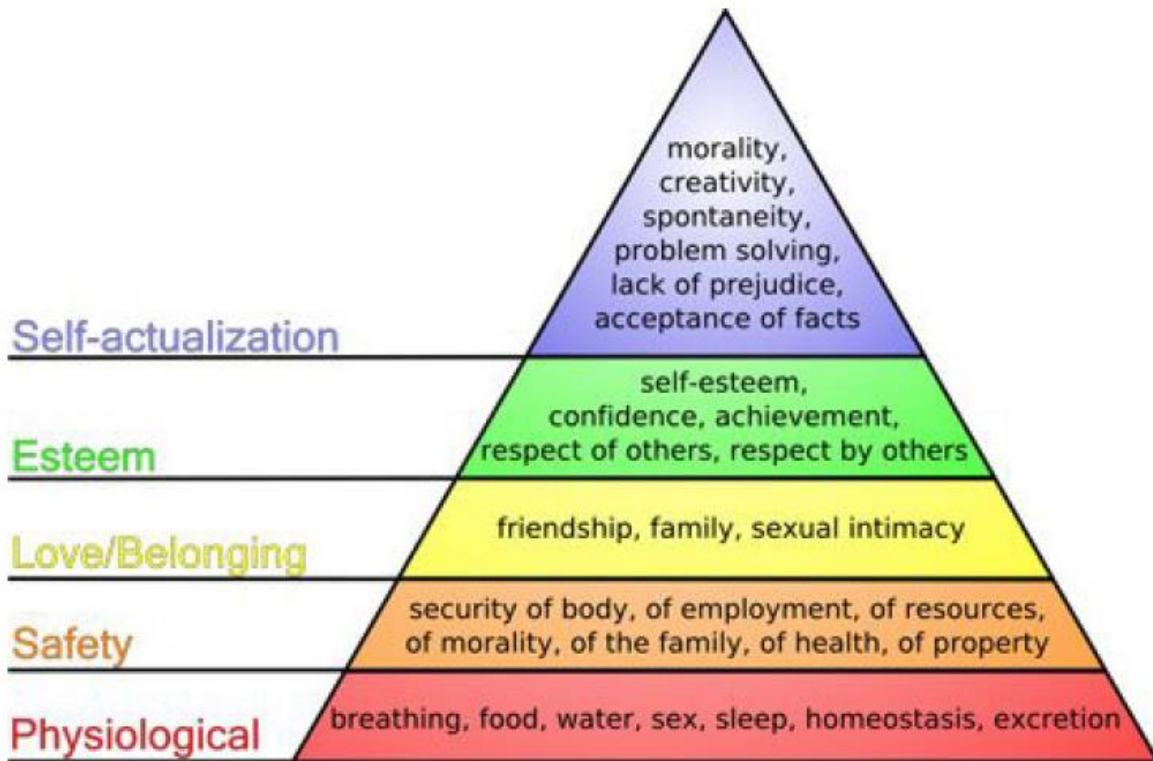 morality,
creativity,
spontaneity,
problem solving,
lack of prejudice,
acceptance of facts
Self-actualization
self-esteem,
confidence, achievement,
respect of others, respect by others
Esteem
friendship, family, sexual intimacy
Love/Belonging
security of body, of employment, of resources,
of morality, of the family, of health, of property
Safety
breathing, food, water, sex, sleep, homeostasis, excretion
Physiological